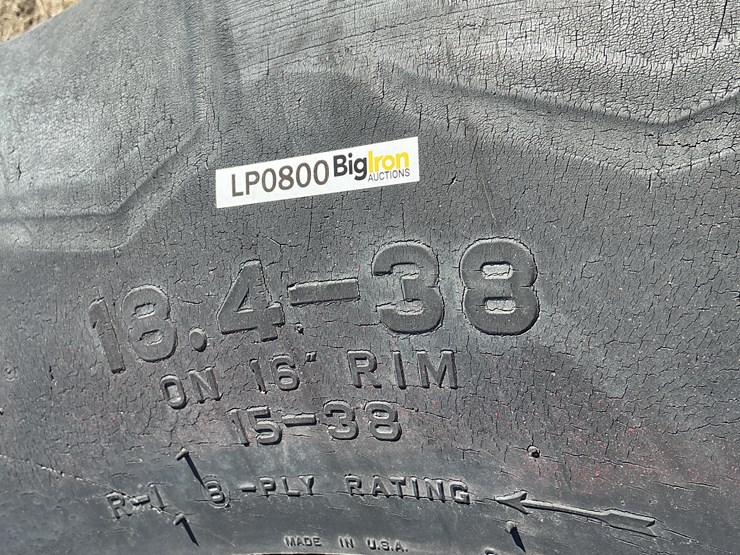 LP0800 BigIron
AUCTIONS
18.4-38
ON 16" RIM
15-38
R-1 8-PLY RATING
MADE IN U.S.A.